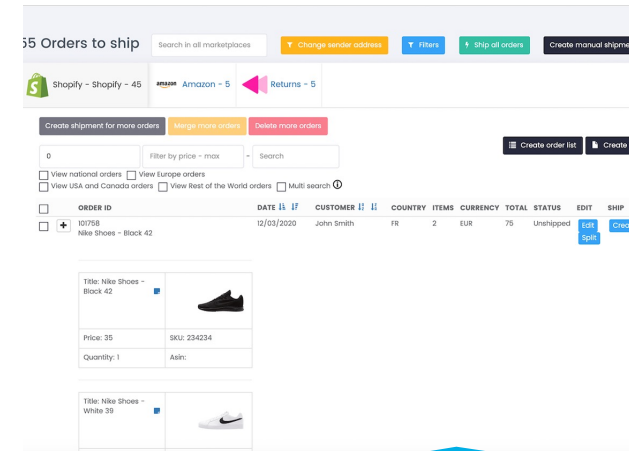 55 Orders to ship
Search in all marketplaces
Change sender address
Filters
Ship all orders
Create manual
Shopify - Shopify - 45
amazon Amazon - 5
Returns - 5
Create shipment for more orders
Merge more orders
Delete more orders
Create order list
Create
0
Filter by price - max
-
Search
View national orders
View Europe orders
View USA and Canada orders
View Rest of the World orders
Multi search
ORDER ID DATE CUSTOMER COUNTRY ITEMS CURRENCY TOTAL STATUS EDIT SHIP
101758 12/03/2020 John Smith FR 2 EUR 75 Unshipped Edit
Nike Shoes - Black 42
Split
Title: Nike Shoes -
Black 42
Price: 35 SKU: 234234
Quantity: 1 Asin:
Title: Nike Shoes -
White 39